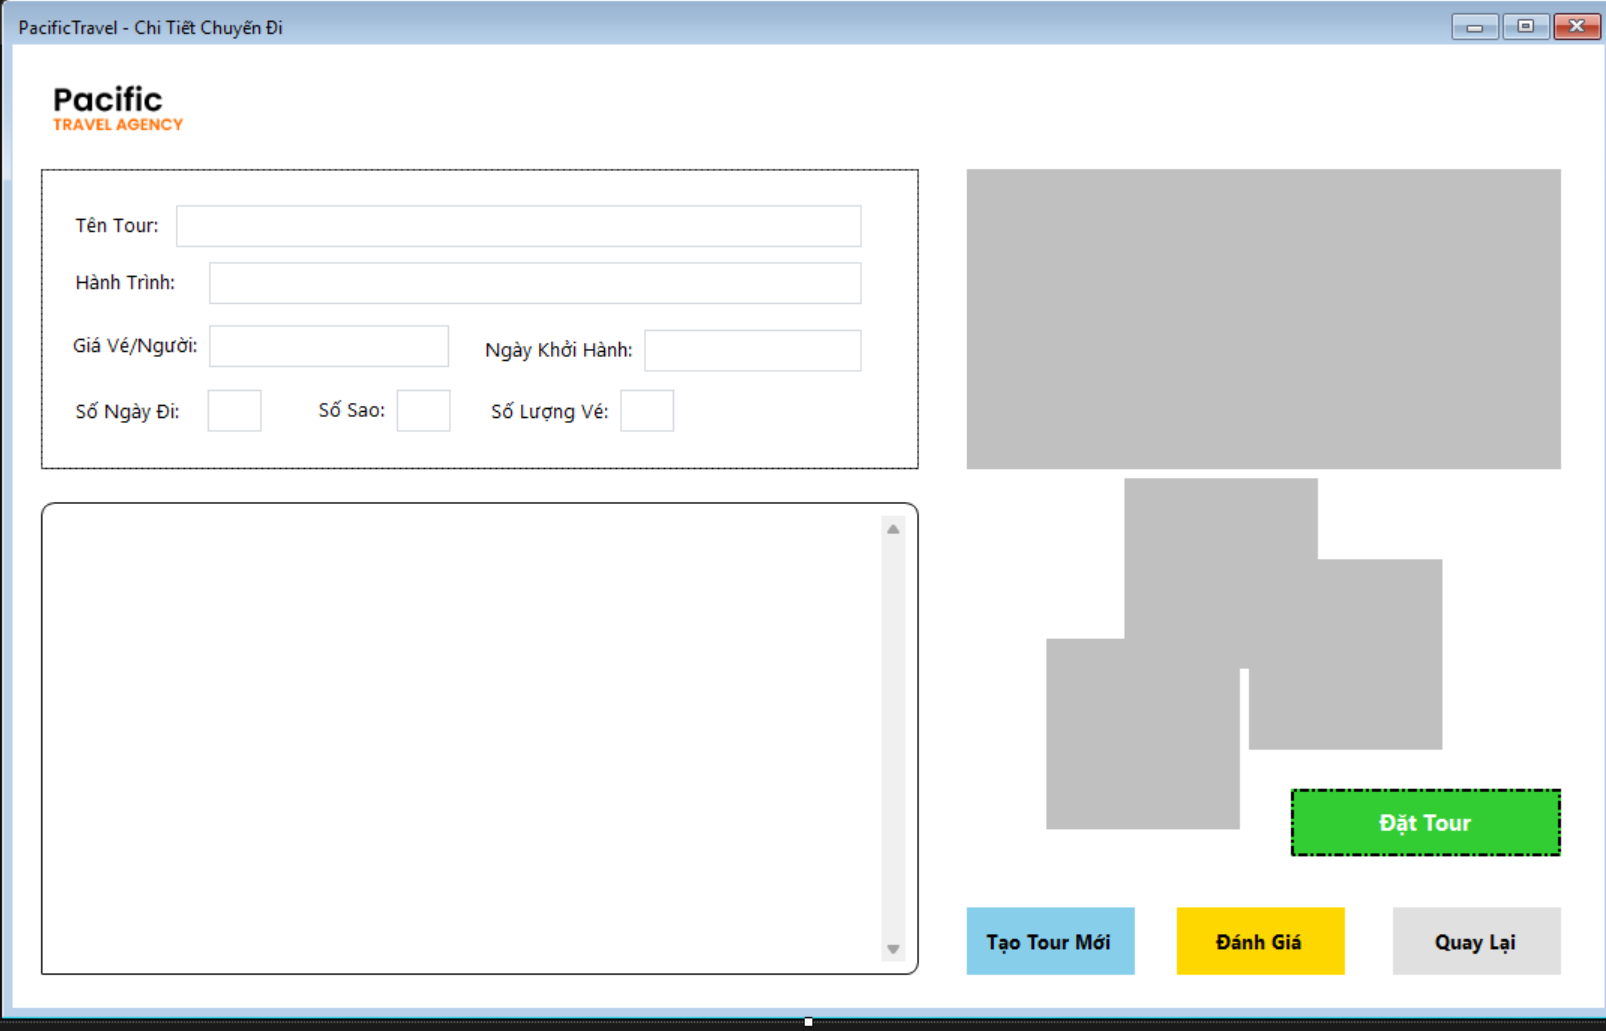 PacificTravel - Chi Tiết Chuyến Đi
Pacific
TRAVEL AGENCY
Tên Tour:
Hành Trình:
Giá Vé/Người:
Ngày Khởi Hành:
Số Ngày Đi:
Số Sao:
Số Lượng Vé:
Đặt Tour
Tạo Tour Mới
Đánh Giá
Quay Lại